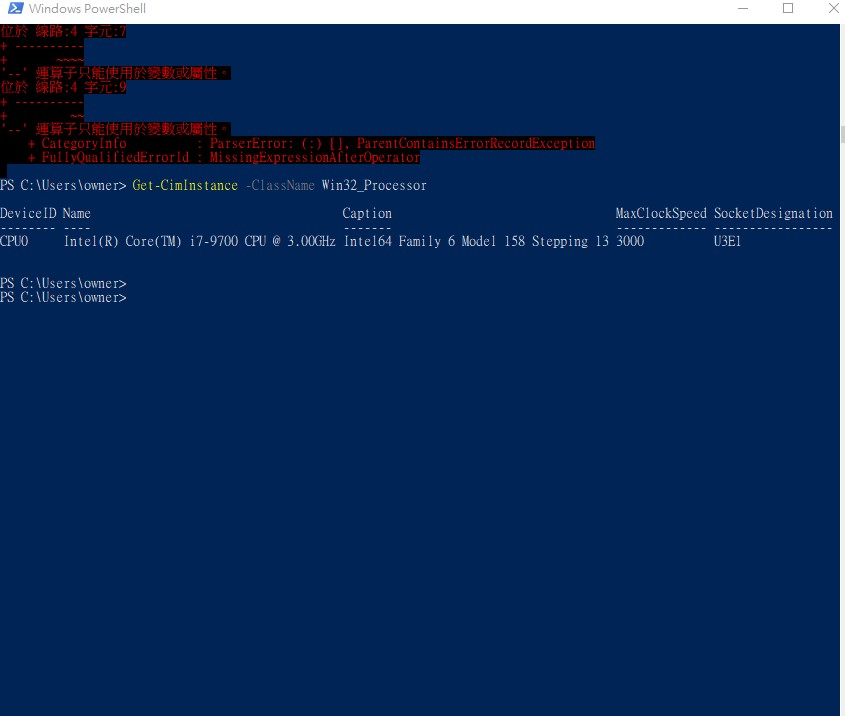 Windows PowerShell
位於 線路:4 字元:7
+ ----------
+       ~~~~
'--' 運算子只能使用於變數或屬性。
位於 線路:4 字元:9
+ ----------
+         ~~
'--' 運算子只能使用於變數或屬性。
    + CategoryInfo          : ParserError: (:) [], ParentContainsErrorRecordException
    + FullyQualifiedErrorId : MissingExpressionAfterOperator
PS C:\Users\owner> Get-CimInstance -ClassName Win32_Processor
DeviceID Name                                     Caption                                MaxClockSpeed SocketDesignation
-------- ----                                     -------                                ------------- -----------------
CPU0     Intel(R) Core(TM) i7-9700 CPU @ 3.00GHz Intel64 Family 6 Model 158 Stepping 13 3000          U3E1
PS C:\Users\owner>
PS C:\Users\owner>